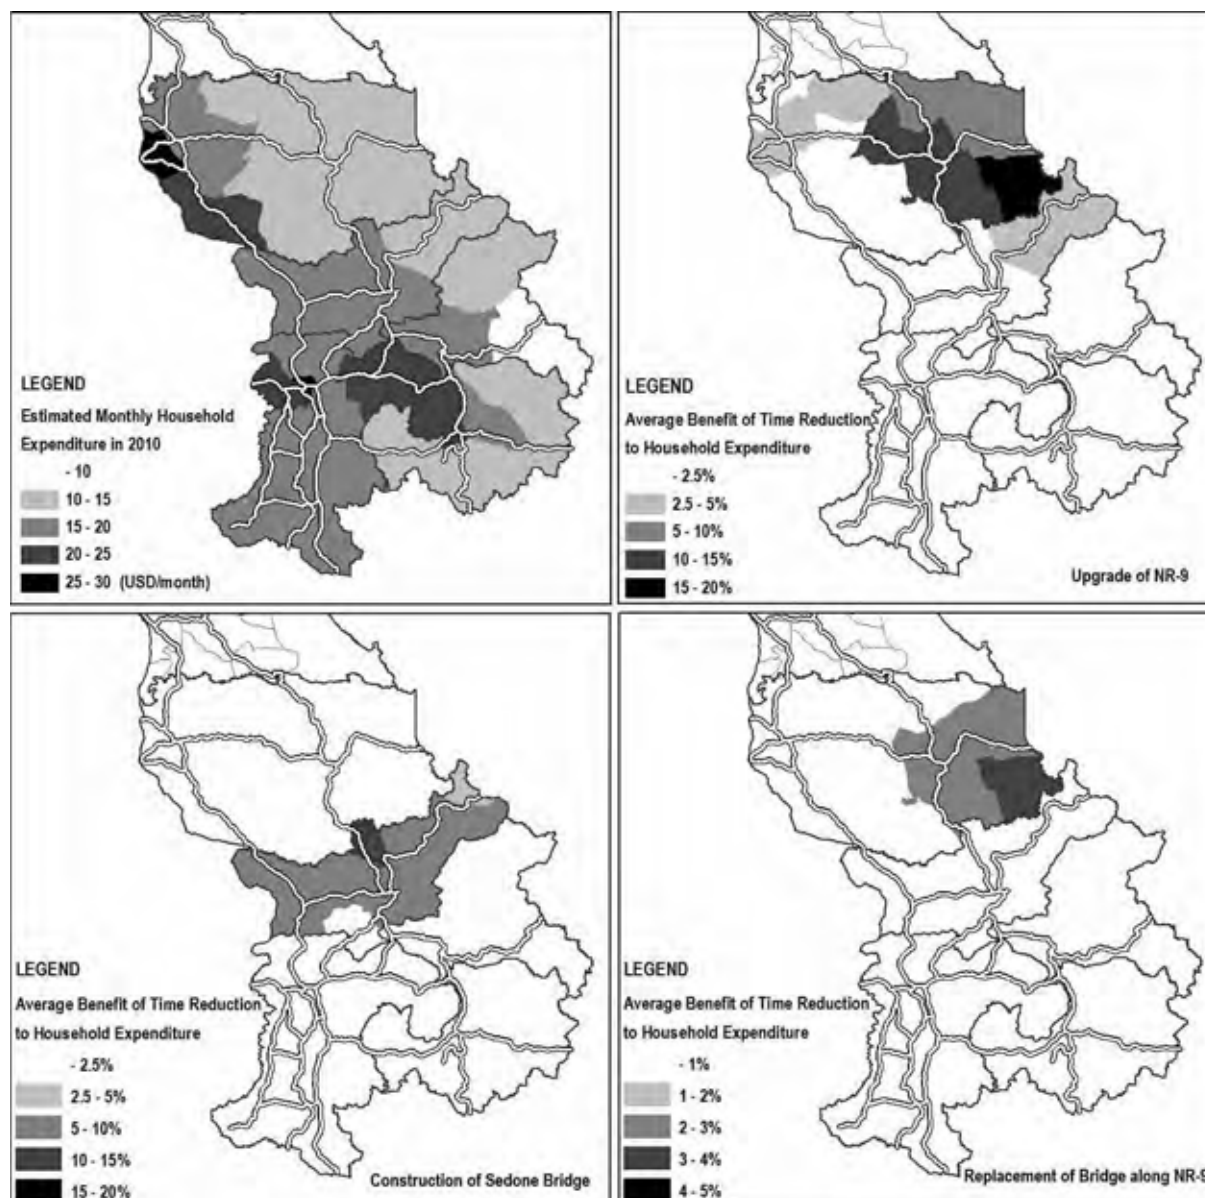 LEGEND
Estimated Monthly Household
Expenditure in 2010
- 10
10 - 15
15 - 20
20 - 25
25 - 30 (USD/month)
LEGEND
Average Benefit of Time Reduction
to Household Expenditure
- 2.5%
2.5 - 5%
5 - 10%
10 - 15%
15 - 20%
Upgrade of NR-9
LEGEND
Average Benefit of Time Reduction
to Household Expenditure
- 2.5%
2.5 - 5%
5 - 10%
10 - 15%
15 - 20%
Construction of Sedone Bridge
LEGEND
Average Benefit of Time Reduction
to Household Expenditure
- 1%
1 - 2%
2 - 3%
3 - 4%
4 - 5%
Replacement of Bridge along NR-9